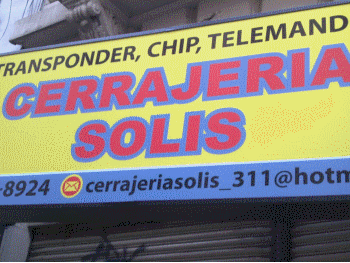 TRANSPONDER, CHIP, TELEMAND
CERRAJERIA
SOLIS
-8924 cerrajeriasolis_311@hotm